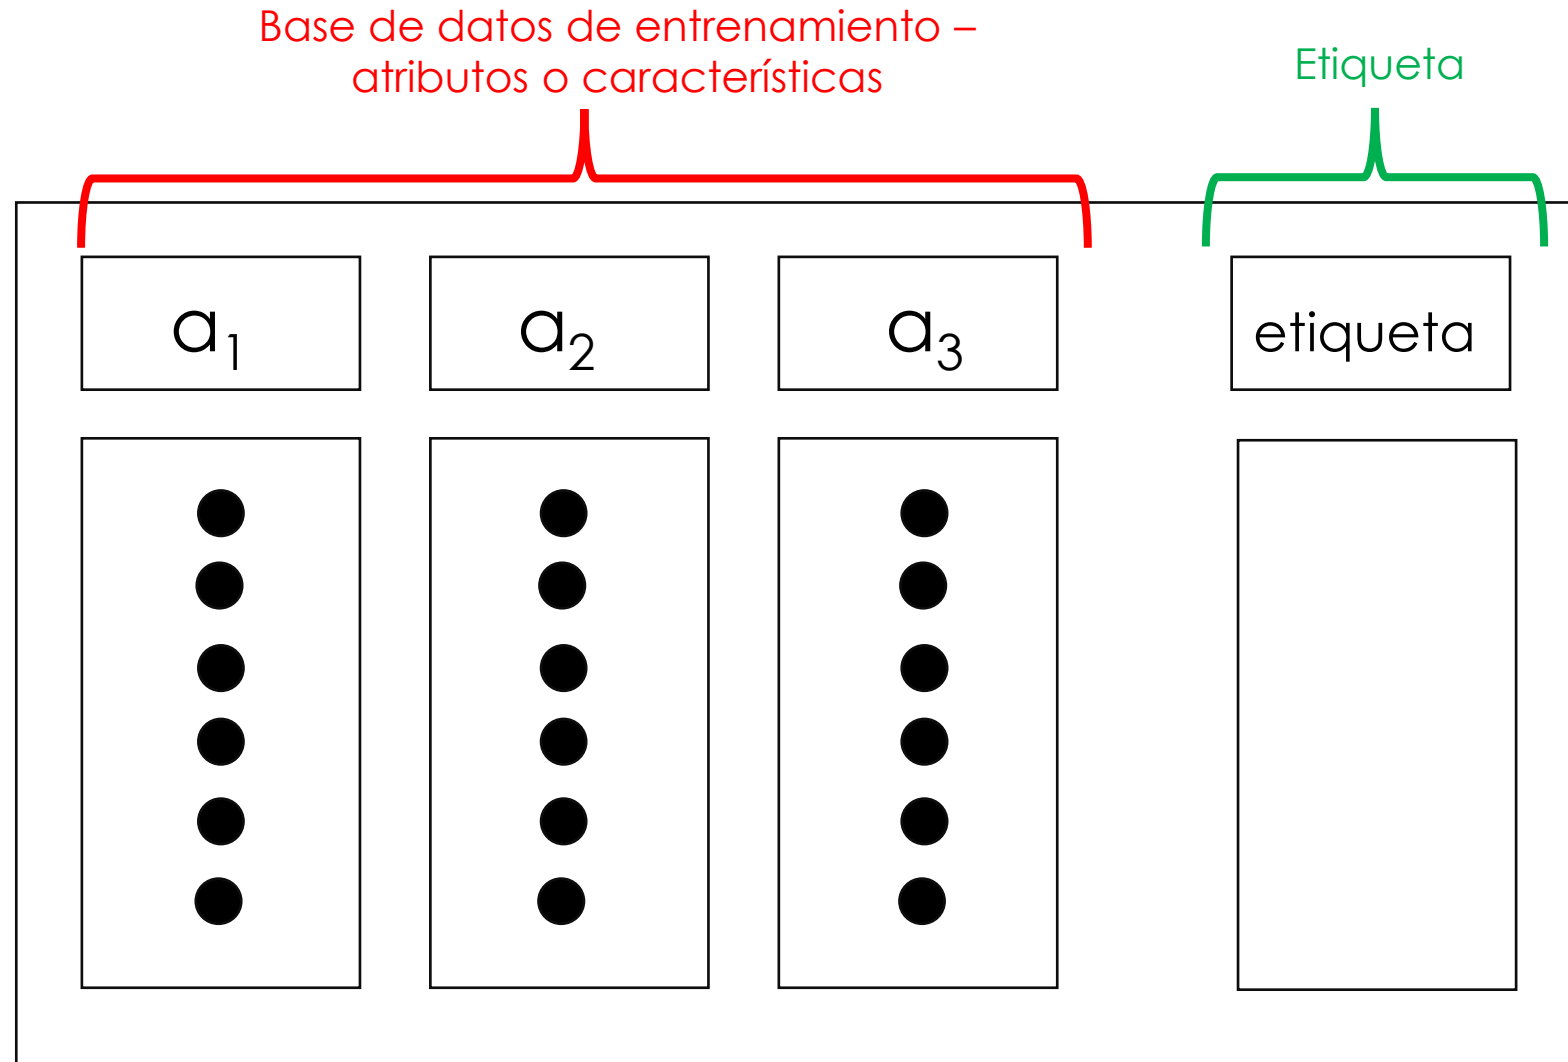 Base de datos de entrenamiento –
atributos o características
Etiqueta
a₁ a₂ a₃ etiqueta